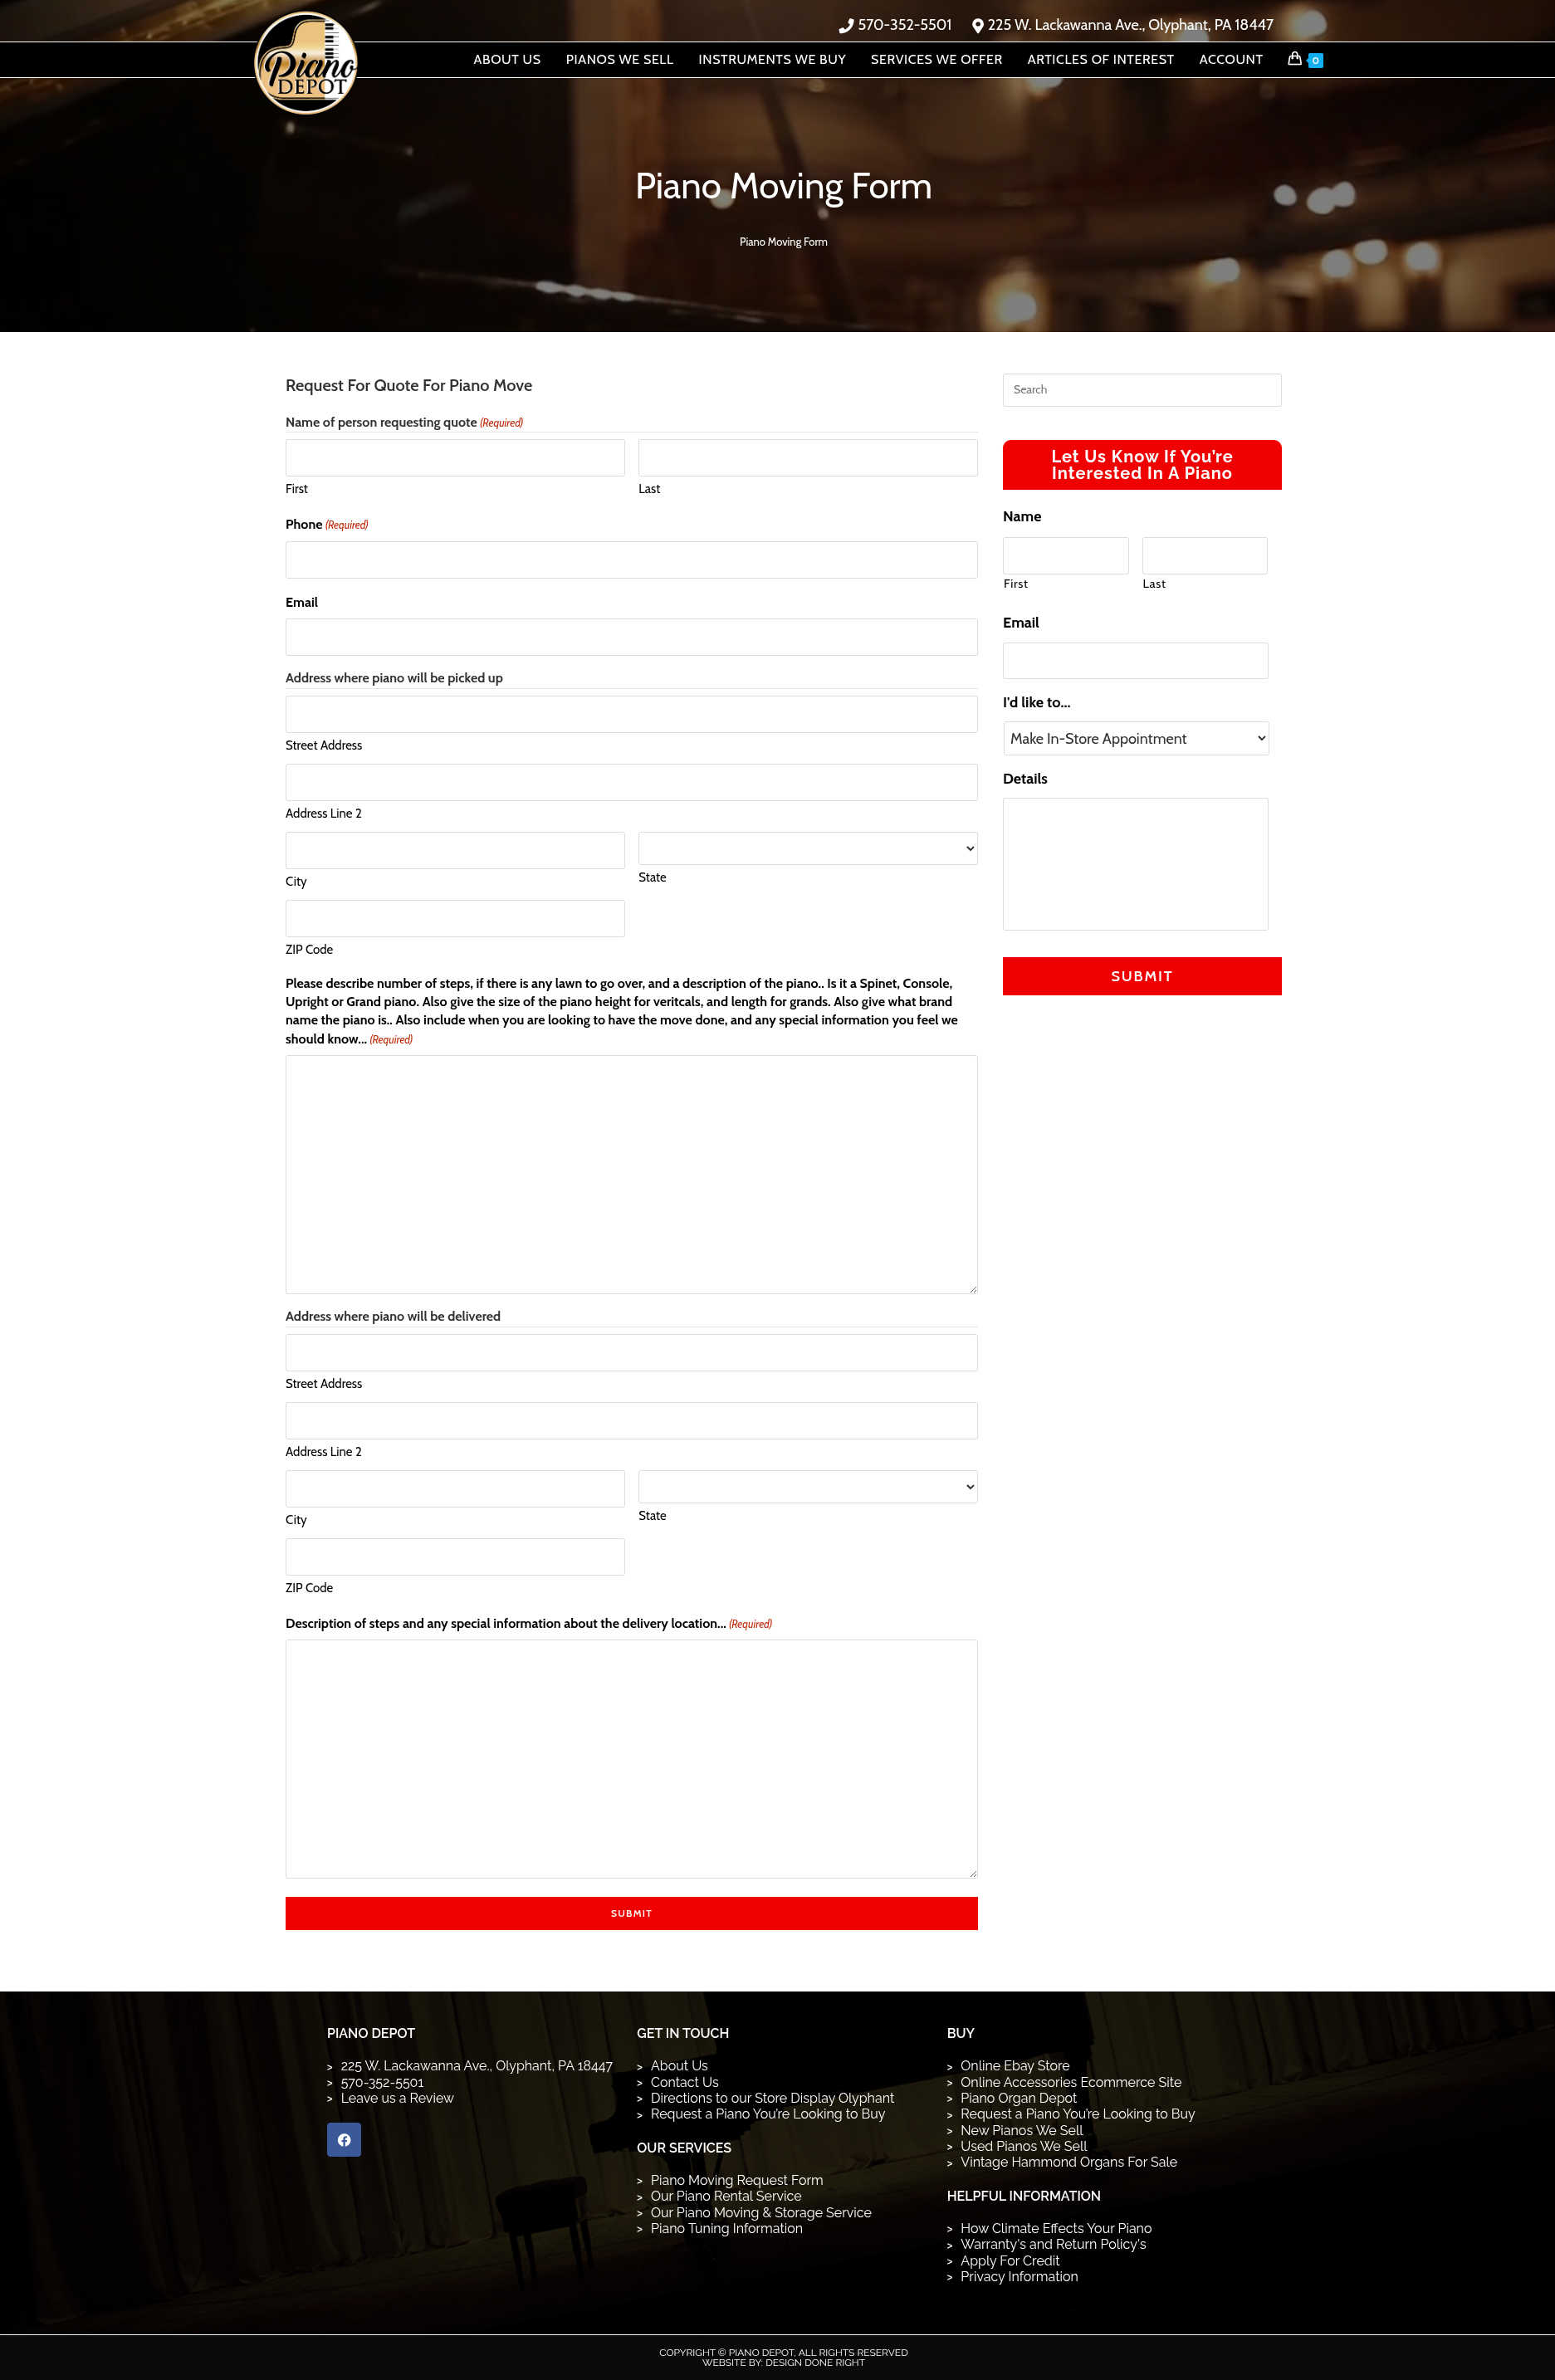 570-352-5501 225 W. Lackawanna Ave., Olyphant, PA 18447
Piano
DEPOT
ABOUT US PIANOS WE SELL INSTRUMENTS WE BUY SERVICES WE OFFER ARTICLES OF INTEREST ACCOUNT 0
Piano Moving Form
Piano Moving Form
Request For Quote For Piano Move
Name of person requesting quote (Required)
First Last
Phone (Required)
Email
Address where piano will be picked up
Street Address
Address Line 2
City State
ZIP Code
Please describe number of steps, if there is any lawn to go over, and a description of the piano.. Is it a Spinet, Console,
Upright or Grand piano. Also give the size of the piano height for veritcals, and length for grands. Also give what brand
name the piano is.. Also include when you are looking to have the move done, and any special information you feel we
should know... (Required)
Address where piano will be delivered
Street Address
Address Line 2
City State
ZIP Code
Description of steps and any special information about the delivery location... (Required)
SUBMIT
Search
Let Us Know If You're
Interested In A Piano
Name
First Last
Email
I'd like to...
Make In-Store Appointment
Details
SUBMIT
PIANO DEPOT
> 225 W. Lackawanna Ave., Olyphant, PA 18447
> 570-352-5501
> Leave us a Review
GET IN TOUCH
> About Us
> Contact Us
> Directions to our Store Display Olyphant
> Request a Piano You're Looking to Buy
OUR SERVICES
> Piano Moving Request Form
> Our Piano Rental Service
> Our Piano Moving & Storage Service
> Piano Tuning Information
BUY
> Online Ebay Store
> Online Accessories Ecommerce Site
> Piano Organ Depot
> Request a Piano You're Looking to Buy
> New Pianos We Sell
> Used Pianos We Sell
> Vintage Hammond Organs For Sale
HELPFUL INFORMATION
> How Climate Effects Your Piano
> Warranty's and Return Policy's
> Apply For Credit
> Privacy Information
COPYRIGHT © PIANO DEPOT, ALL RIGHTS RESERVED
WEBSITE BY: DESIGN DONE RIGHT